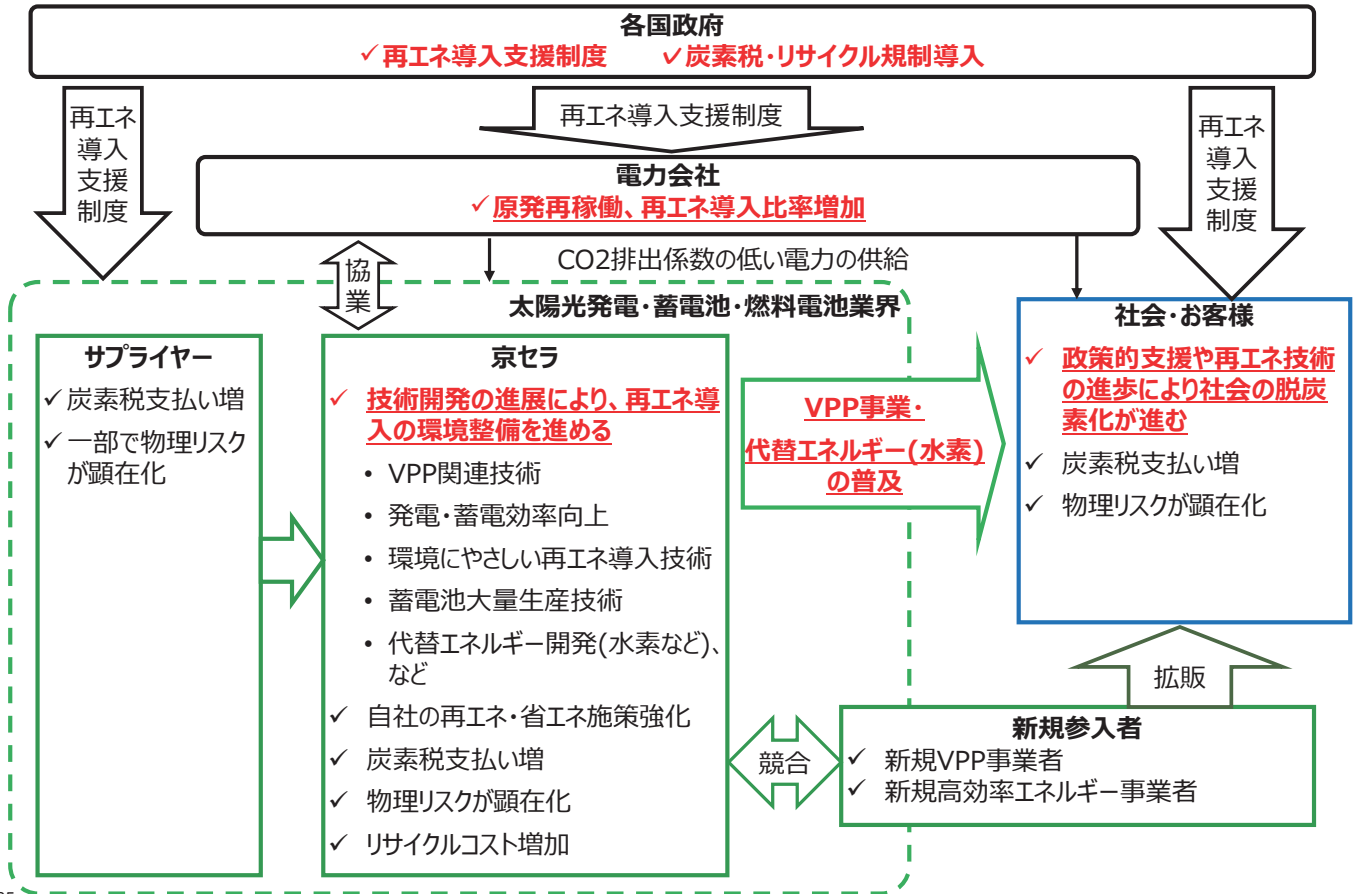 各国政府
✓再エネ導入支援制度 ✓炭素税・リサイクル規制導入
再エネ
導入
支援
制度
再エネ導入支援制度
再エネ
導入
支援
制度
電力会社
✓原発再稼働、再エネ導入比率増加
協
業
CO2排出係数の低い電力の供給
太陽光発電・蓄電池・燃料電池業界
サプライヤー
✓炭素税支払い増
✓一部で物理リスク
が顕在化
京セラ
✓ 技術開発の進展により、再エネ導
入の環境整備を進める
• VPP関連技術
• 発電・蓄電効率向上
• 環境にやさしい再エネ導入技術
• 蓄電池大量生産技術
• 代替エネルギー開発(水素など)、
など
✓ 自社の再エネ・省エネ施策強化
✓ 炭素税支払い増
✓ 物理リスクが顕在化
✓ リサイクルコスト増加
VPP事業・
代替エネルギー(水素)
の普及
社会・お客様
✓ 政策的支援や再エネ技術
の進歩により社会の脱炭
素化が進む
✓ 炭素税支払い増
✓ 物理リスクが顕在化
拡販
競合
新規参入者
✓ 新規VPP事業者
✓ 新規高効率エネルギー事業者